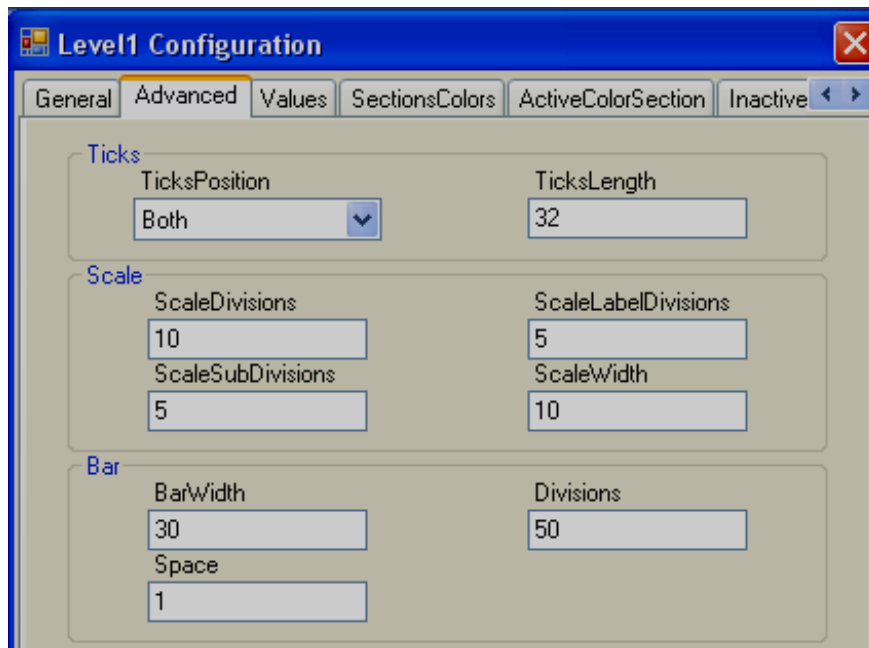 Level1 Configuration
General Advanced Values SectionsColors ActiveColorSection Inactive
Ticks
TicksPosition TicksLength
Both 32
Scale
ScaleDivisions ScaleLabelDivisions
10 5
ScaleSubDivisions ScaleWidth
5 10
Bar
BarWidth Divisions
30 50
Space
1